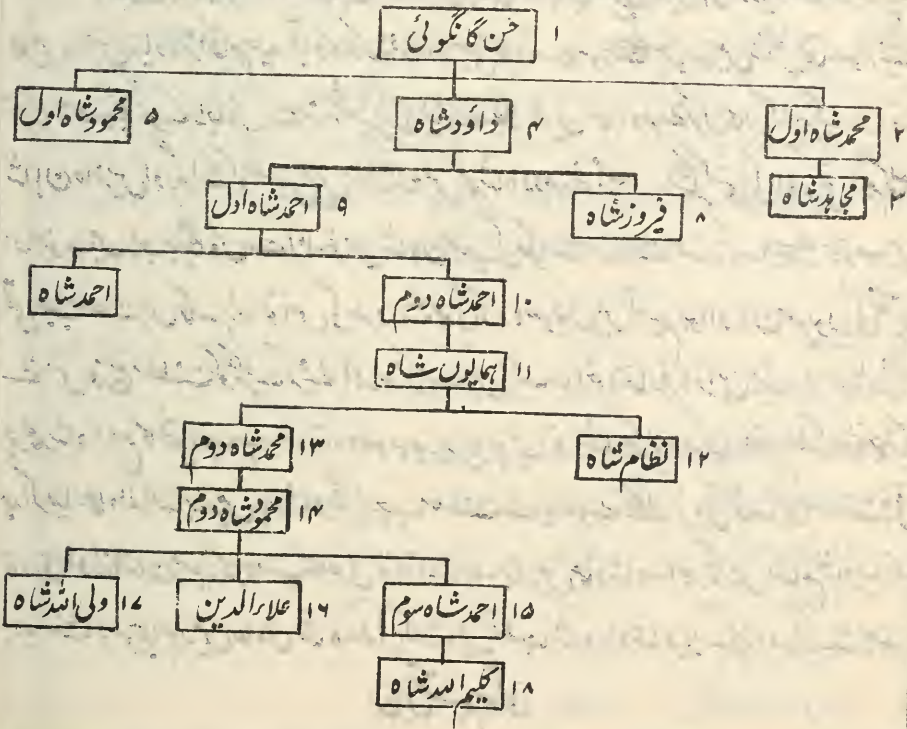 ۱ حسن گانگوئی
۲ محمد شاہ اول ۴ داؤد شاہ ۵ محمود شاہ اول
۳ مجاہد شاہ
۸ فیروز شاہ ۹ احمد شاہ اول
۱۰ احمد شاہ دوم احمد شاہ
۱۱ ہمایوں شاہ
۱۲ نظام شاہ ۱۳ محمد شاہ دوم
۱۴ محمود شاہ دوم
۱۵ احمد شاہ سوم ۱۶ علاء الدین ۱۷ ولی اللہ شاہ
۱۸ کلیم اللہ شاہ